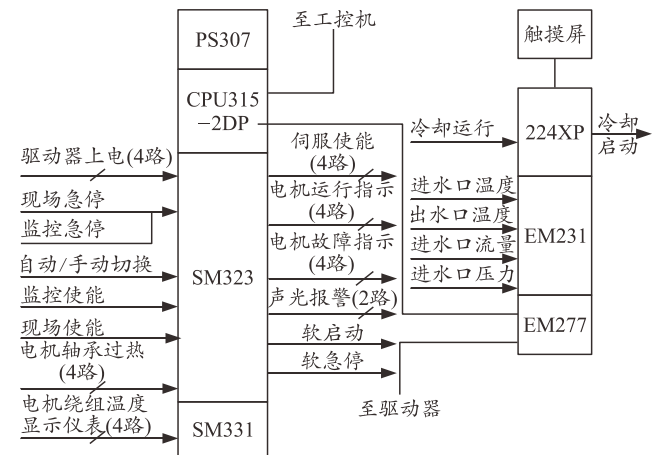 PS307
CPU315
-2DP
SM323
SM331
至工控机
触摸屏
224XP
EM231
EM277
冷却
启动
冷却运行
进水口温度
出水口温度
进水口流量
进水口压力
驱动器上电(4路)
现场急停
监控急停
自动/手动切换
监控使能
现场使能
电机轴承过热
(4路)
电机绕组温度
显示仪表(4路)
伺服使能
(4路)
电机运行指示
(4路)
电机故障指示
(4路)
声光报警(2路)
软启动
软急停
至驱动器